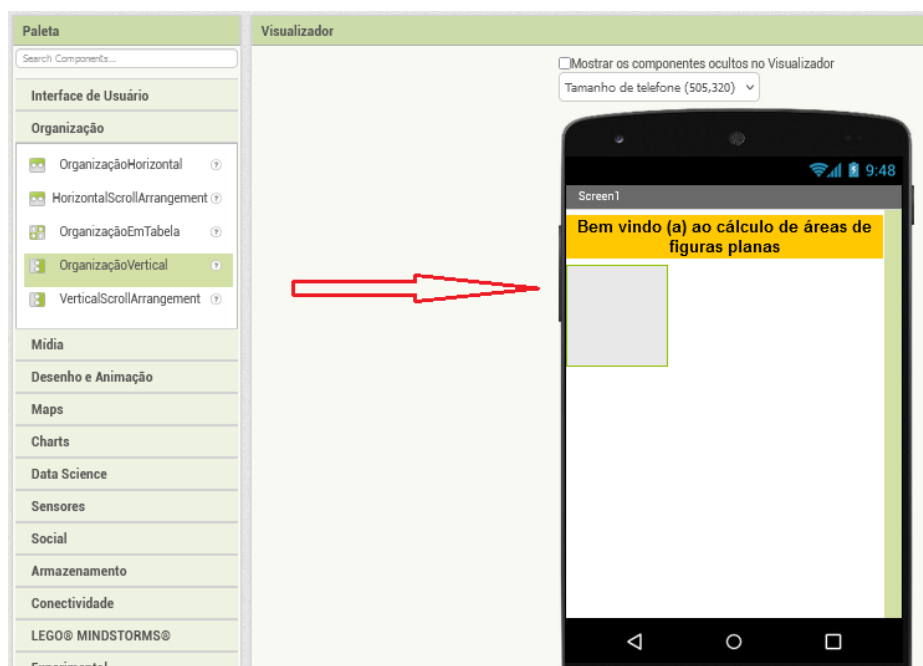 Paleta
Search Components...
Interface de Usuário
Organização
OrganizaçãoHorizontal
HorizontalScrollArrangement
OrganizaçãoEmTabela
OrganizaçãoVertical
VerticalScrollArrangement
Mídia
Desenho e Animação
Maps
Charts
Data Science
Sensores
Social
Armazenamento
Conectividade
LEGO® MINDSTORMS®
Experimental
Visualizador
Mostrar os componentes ocultos no Visualizador
Tamanho de telefone (505,320)
9:48
Screen1
Bem vindo (a) ao cálculo de áreas de
figuras planas